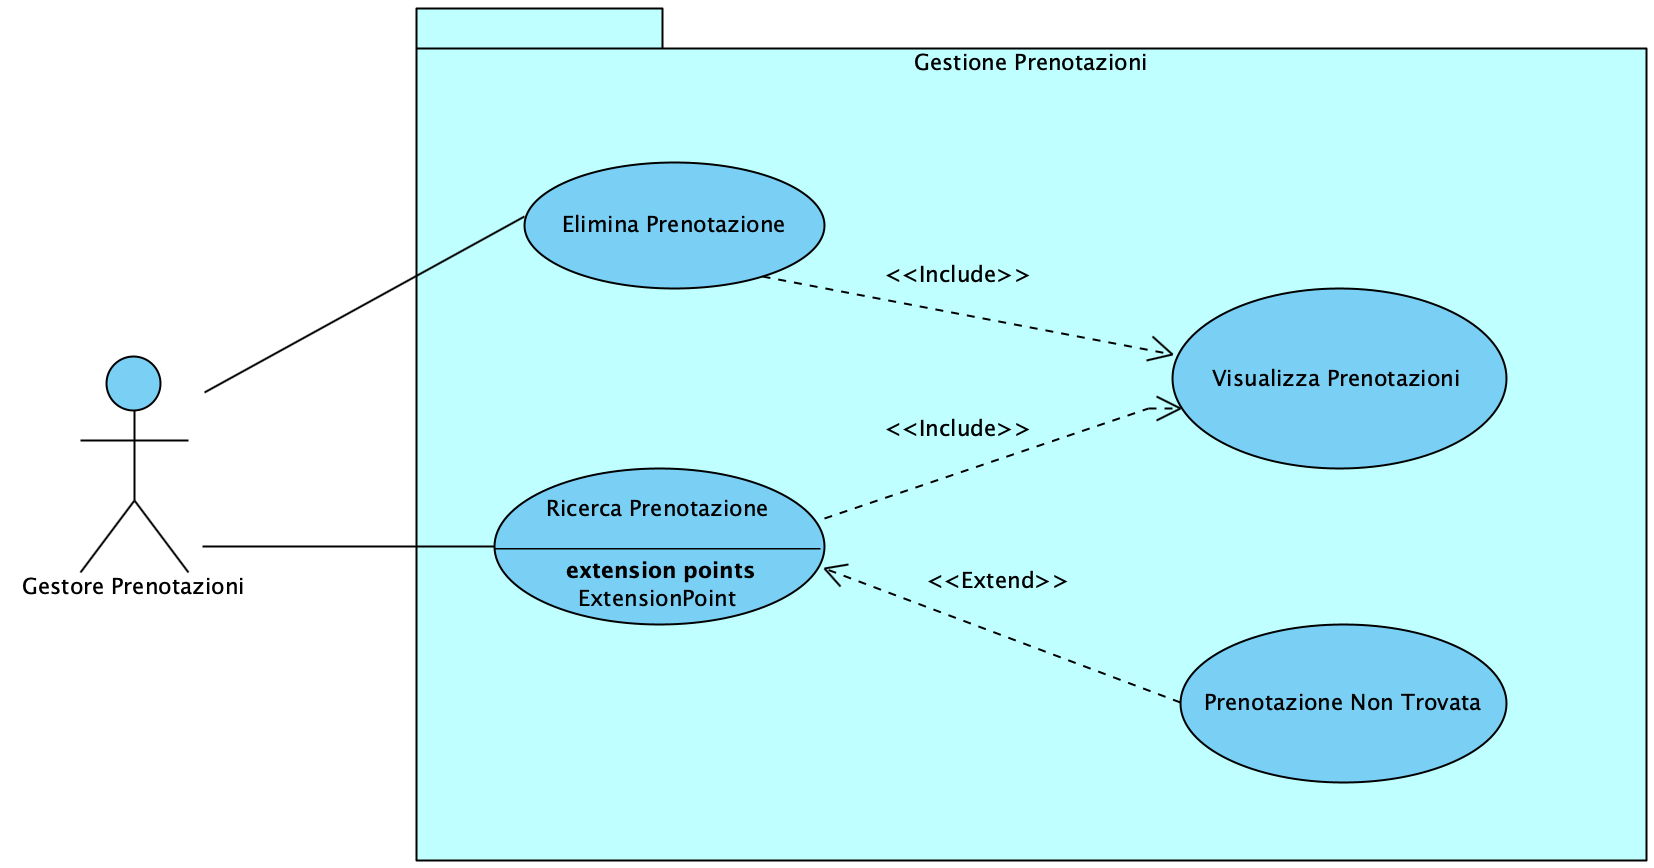 Gestione Prenotazioni
Elimina Prenotazione
<<Include>>
Visualizza Prenotazioni
<<Include>>
Ricerca Prenotazione
extension points
ExtensionPoint
<<Extend>>
Gestore Prenotazioni
Prenotazione Non Trovata